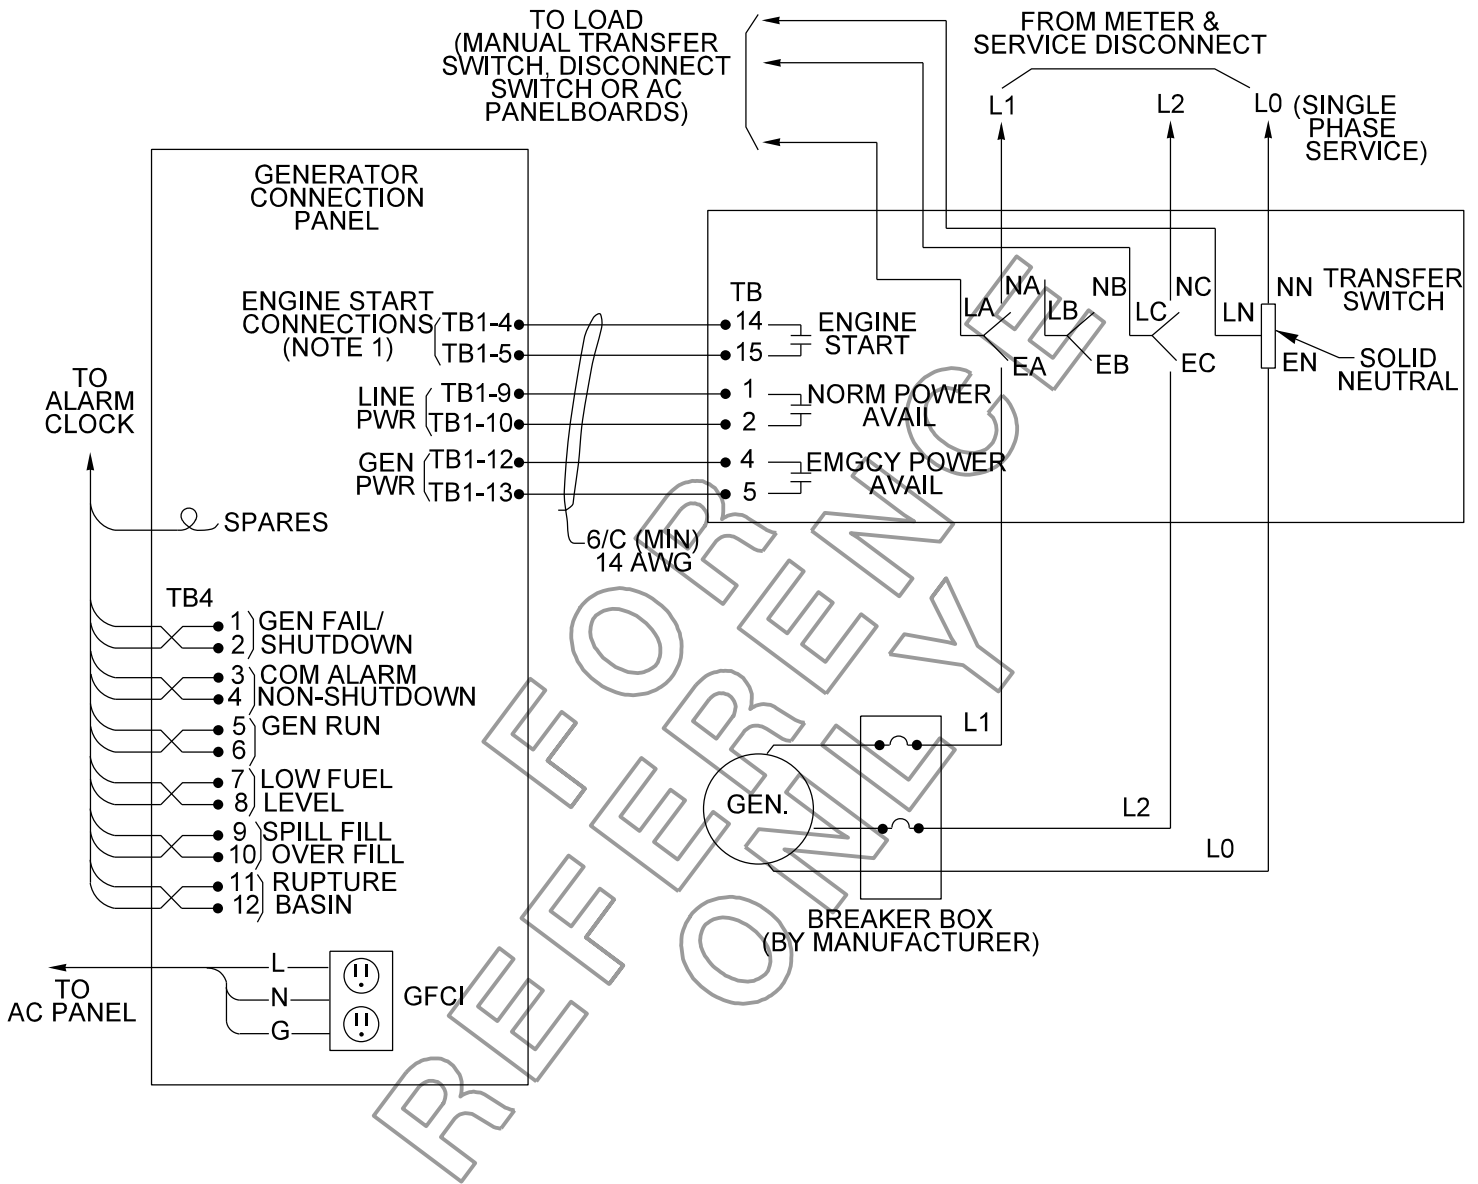 TO LOAD
(MANUAL TRANSFER
SWITCH, DISCONNECT
SWITCH OR AC
PANELBOARDS)
FROM METER &
SERVICE DISCONNECT
L1
L2
L0
(SINGLE
PHASE
SERVICE)
GENERATOR
CONNECTION
PANEL
ENGINE START
CONNECTIONS
(NOTE 1)
TB1-4
TB1-5
LINE
PWR
TB1-9
TB1-10
GEN
PWR
TB1-12
TB1-13
6/C (MIN)
14 AWG
TB
14
15
ENGINE
START
1
2
NORM POWER
AVAIL
4
5
EMGCY POWER
AVAIL
LA
NA
EA
LB
NB
EB
LC
NC
EC
LN
NN
EN
TRANSFER
SWITCH
SOLID
NEUTRAL
TO
ALARM
CLOCK
SPARES
TB4
1
2
GEN FAIL/
SHUTDOWN
3
4
COM ALARM
NON-SHUTDOWN
5
6
GEN RUN
7
8
LOW FUEL
LEVEL
9
10
SPILL FILL
OVER FILL
11
12
RUPTURE
BASIN
L
N
G
GFCI
TO
AC PANEL
GEN.
L1
L2
L0
BREAKER BOX
(BY MANUFACTURER)
FOR
REFERENCE
ONLY